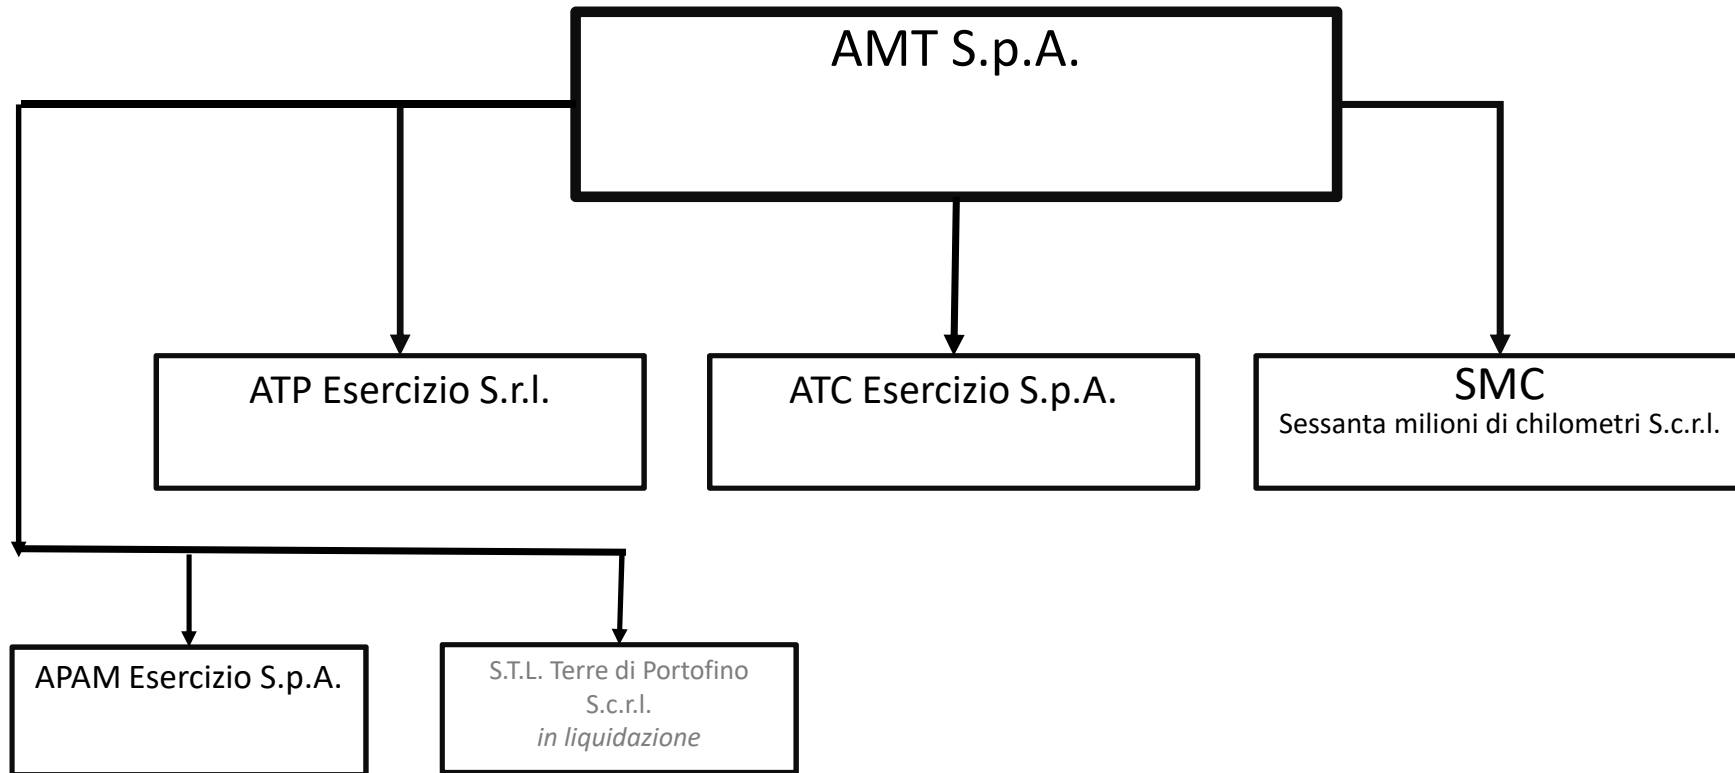 AMT S.p.A.
ATP Esercizio S.r.l.
ATC Esercizio S.p.A.
SMC
Sessanta milioni di chilometri S.c.r.l.
APAM Esercizio S.p.A.
S.T.L. Terre di Portofino
S.c.r.l.
in liquidazione